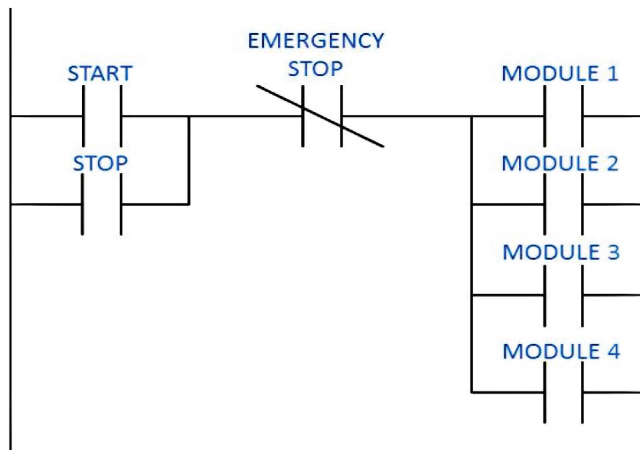 EMERGENCY
STOP
START
MODULE 1
STOP
MODULE 2
MODULE 3
MODULE 4